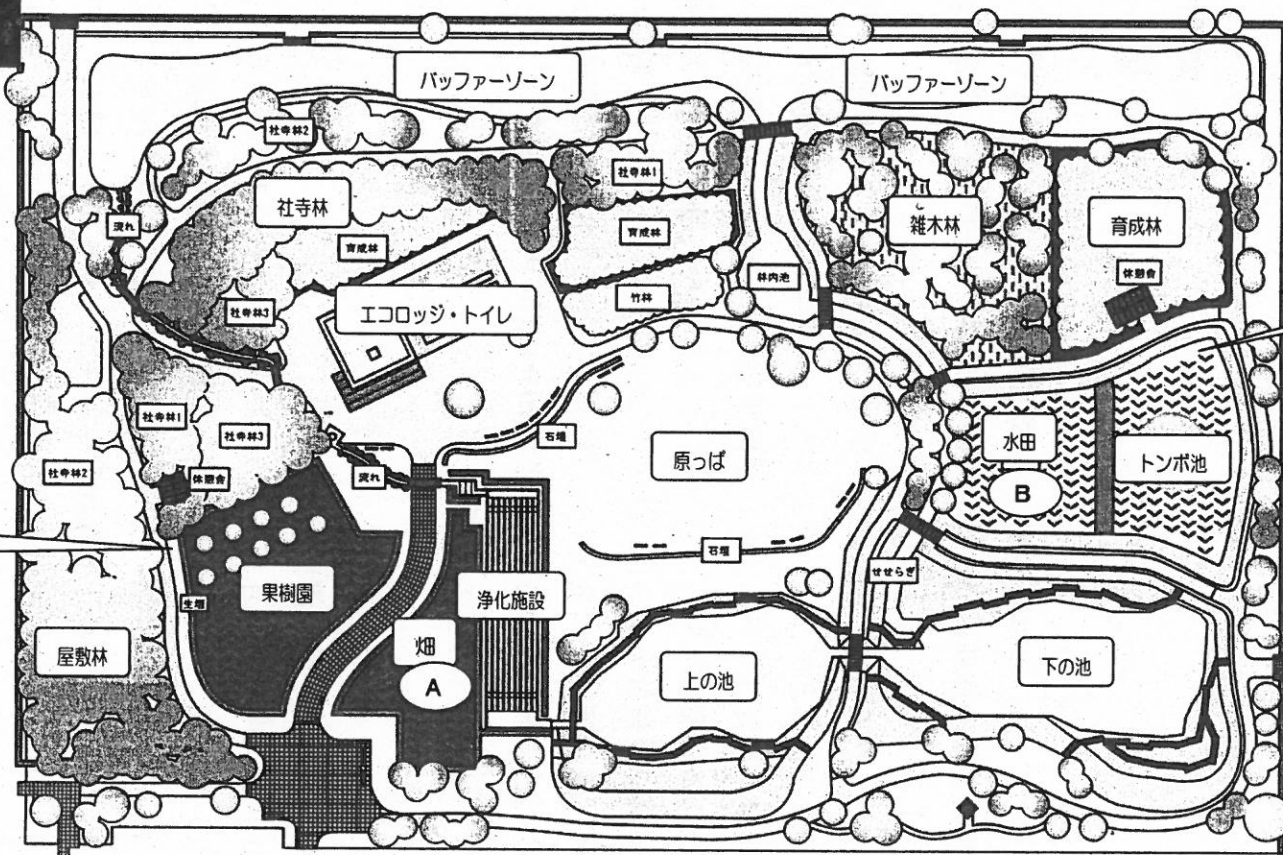 バッファーゾーン
バッファーゾーン
社寺林2
社寺林1
社寺林
雑木林
育成林
流れ
育成林
育成林
林内池
休憩舎
竹林
社寺林3
エコロッジ・トイレ
社寺林1
社寺林3
石垣
水田
トンボ池
原っぱ
社寺林2
休憩舎
流れ
B
石垣
せせらぎ
生垣
果樹園
浄化施設
畑
屋敷林
上の池
下の池
A